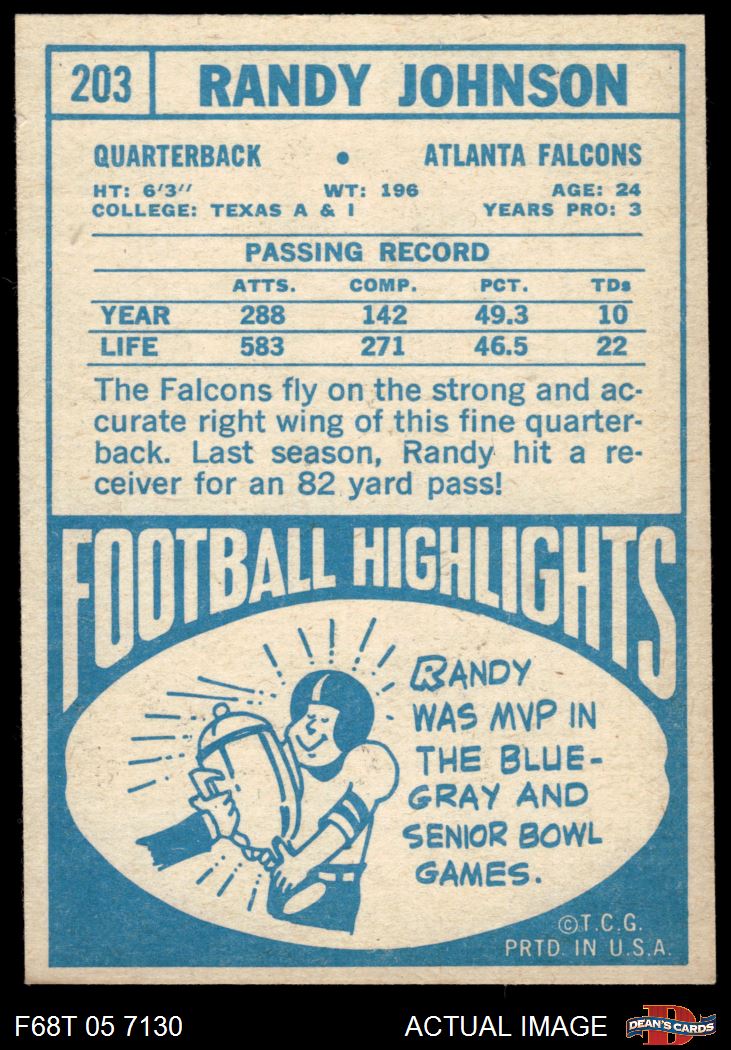 203 RANDY JOHNSON
QUARTERBACK • ATLANTA FALCONS
HT: 6'3" WT: 196 AGE: 24
COLLEGE: TEXAS A & I YEARS PRO: 3
PASSING RECORD
ATTS. COMP. PCT. TDs
YEAR 288 142 49.3 10
LIFE 583 271 46.5 22
The Falcons fly on the strong and ac-
curate right wing of this fine quarter-
back. Last season, Randy hit a re-
ceiver for an 82 yard pass!
FOOTBALL HIGHLIGHTS
RANDY
WAS MVP IN
THE BLUE-
GRAY AND
SENIOR BOWL
GAMES.
©T.C.G.
PRTD. IN U.S.A.
F68T 05 7130 ACTUAL IMAGE
DEAN'S CARDS